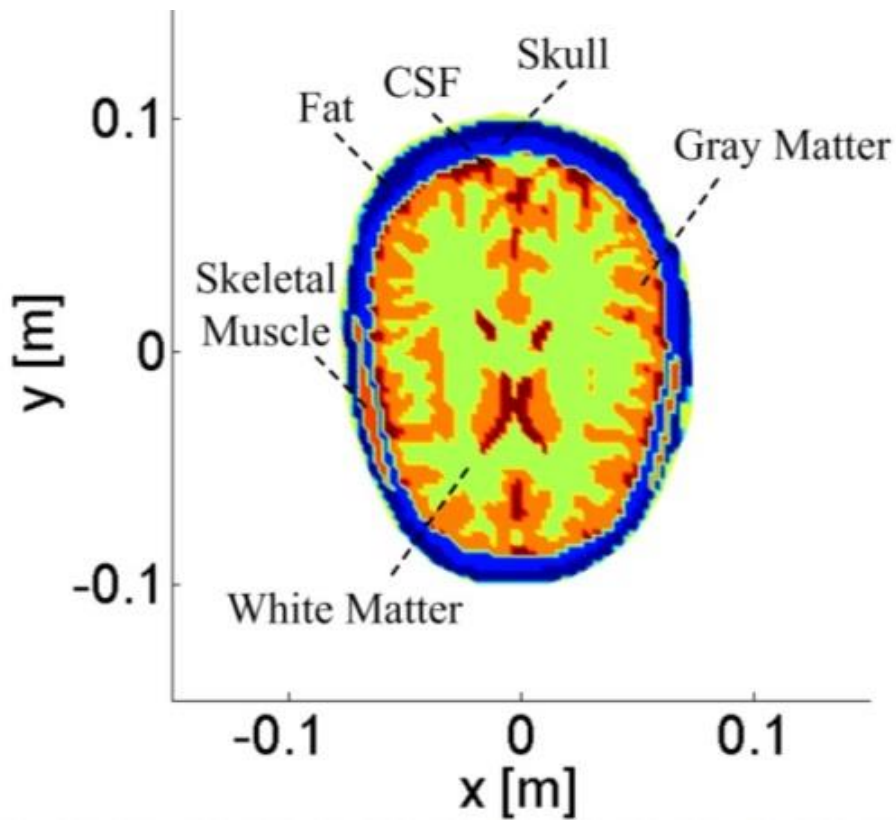 Skull
CSF
Fat
0.1
Gray Matter
Skeletal
Muscle
y [m]
0
-0.1
White Matter
-0.1
0
0.1
x [m]